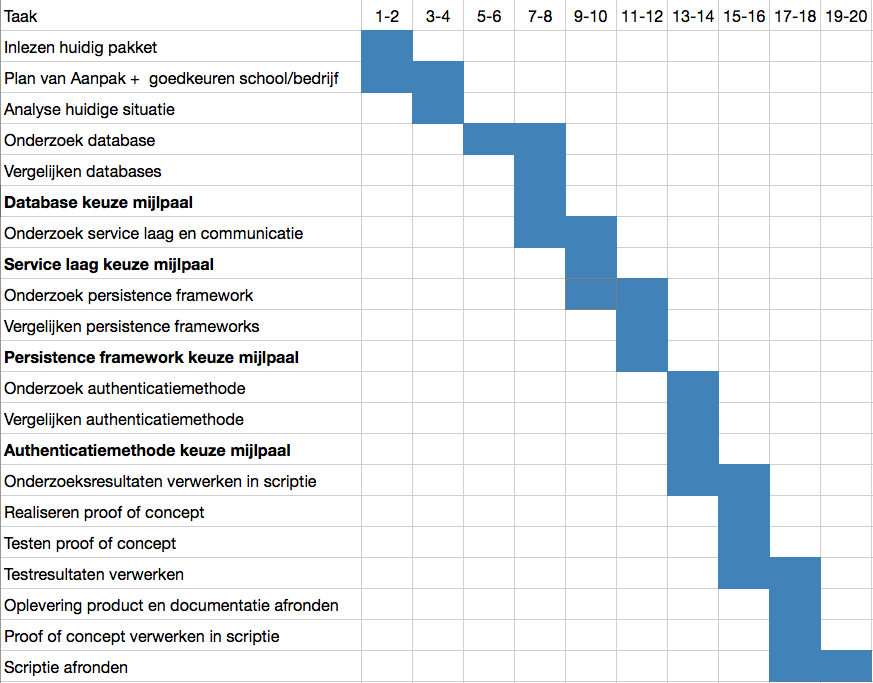 Taak 1-2 3-4 5-6 7-8 9-10 11-12 13-14 15-16 17-18 19-20
Inlezen huidig pakket
Plan van Aanpak + goedkeuren school/bedrijf
Analyse huidige situatie
Onderzoek database
Vergelijken databases
Database keuze mijlpaal
Onderzoek service laag en communicatie
Service laag keuze mijlpaal
Onderzoek persistence framework
Vergelijken persistence frameworks
Persistence framework keuze mijlpaal
Onderzoek authenticatiemethode
Vergelijken authenticatiemethode
Authenticatiemethode keuze mijlpaal
Onderzoeksresultaten verwerken in scriptie
Realiseren proof of concept
Testen proof of concept
Testresultaten verwerken
Oplevering product en documentatie afronden
Proof of concept verwerken in scriptie
Scriptie afronden